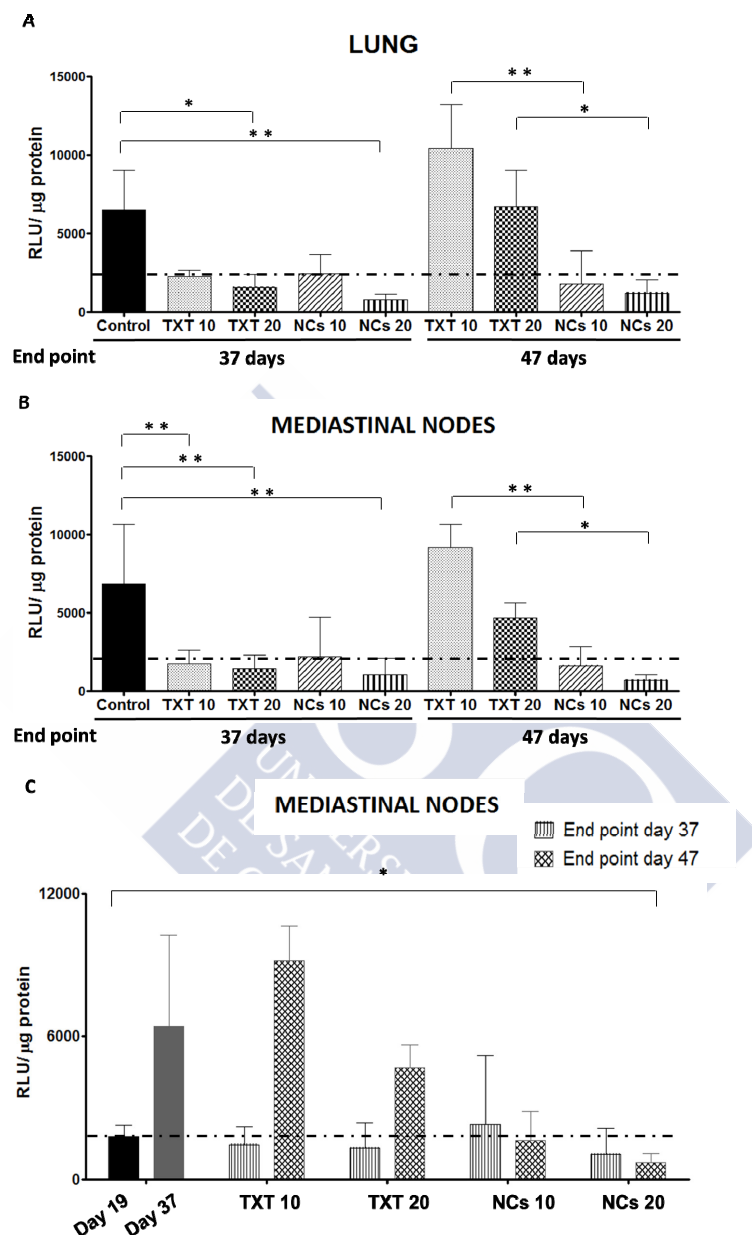 A
LUNG
RLU/ µg protein
15000
10000
5000
0
*
* *
* *
*
Control TXT 10 TXT 20 NCs 10 NCs 20 TXT 10 TXT 20 NCs 10 NCs 20
End point 37 days 47 days
B
MEDIASTINAL NODES
RLU/ µg protein
15000
10000
5000
0
* *
* *
* *
* *
*
Control TXT 10 TXT 20 NCs 10 NCs 20 TXT 10 TXT 20 NCs 10 NCs 20
End point 37 days 47 days
C
MEDIASTINAL NODES
End point day 37
End point day 47
RLU/ µg protein
12000
6000
0
*
Day 19 Day 37 TXT 10 TXT 20 NCs 10 NCs 20